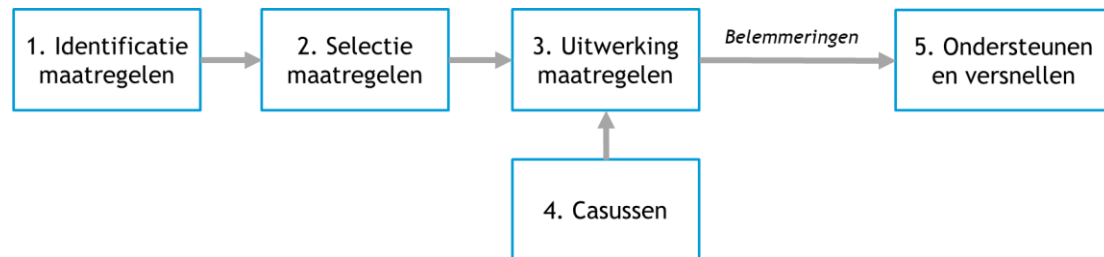 1. Identificatie
maatregelen
2. Selectie
maatregelen
3. Uitwerking
maatregelen
Belemmeringen
5. Ondersteunen
en versnellen
4. Casussen